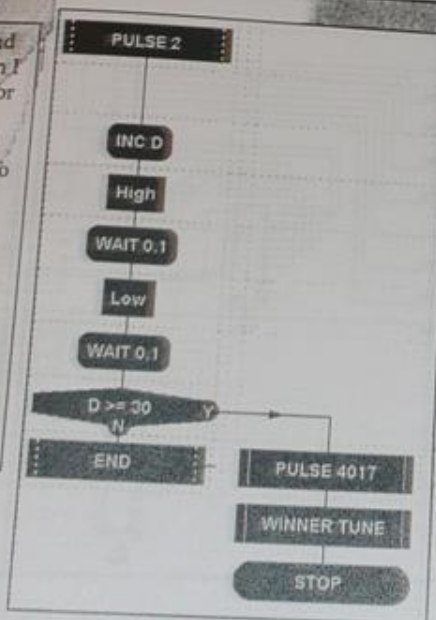 PULSE 2
INC D
High
WAIT 0.1
Low
WAIT 0.1
D >= 30
Y
N
END
PULSE 4017
WINNER TUNE
STOP